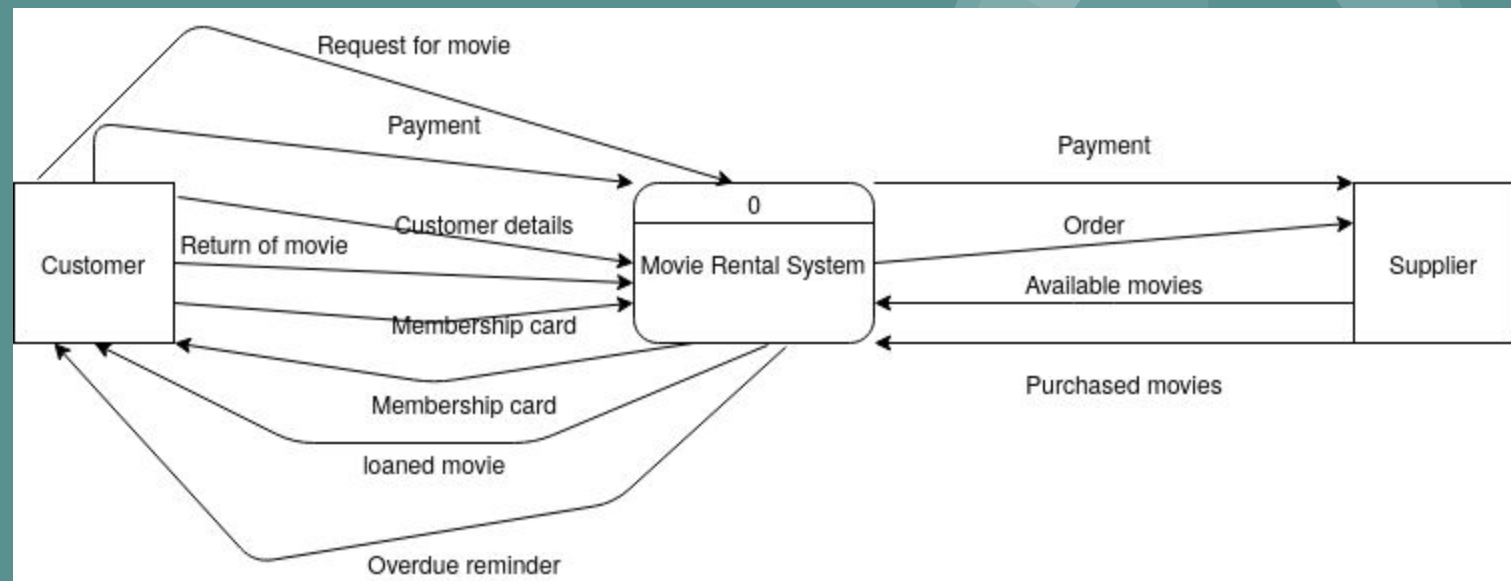 Request for movie
Payment
Payment
0
Customer details
Order
Return of movie
Customer
Movie Rental System
Supplier
Available movies
Membership card
Purchased movies
Membership card
loaned movie
Overdue reminder